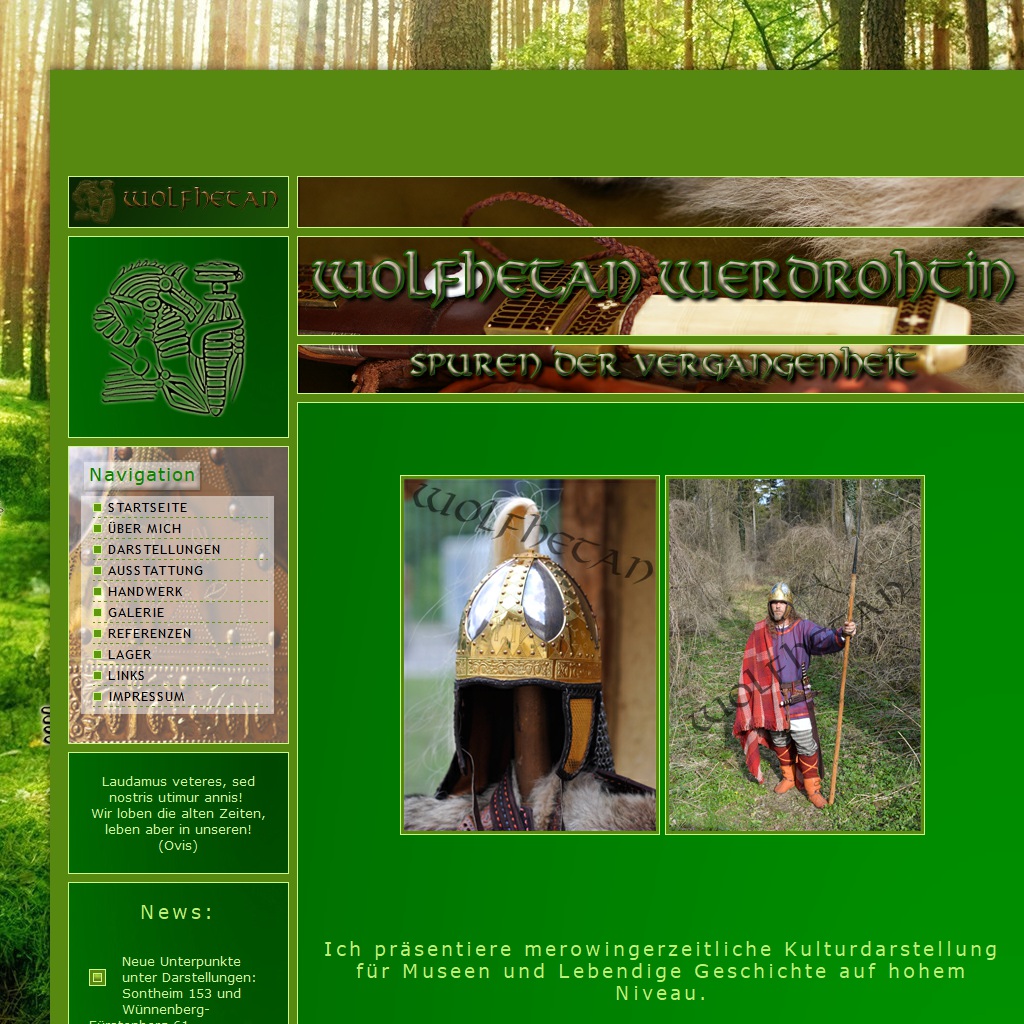 WOLFHETAN
WOLFHETAN WERDROHTIN
SPUREN DER VERGANGENHEIT
Navigation
STARTSEITE
ÜBER MICH
DARSTELLUNGEN
AUSSTATTUNG
HANDWERK
GALERIE
REFERENZEN
LAGER
LINKS
IMPRESSUM
Laudamus veteres, sed
nostris utimur annis!
Wir loben die alten Zeiten,
leben aber in unseren!
(Ovis)
News:
Neue Unterpunkte
unter Darstellungen:
Sontheim 153 und
Wünnenberg-
Fürstenberg 61
WOLFHETAN
WOLFHETAN
Ich präsentiere merowingerzeitliche Kulturdarstellung
für Museen und Lebendige Geschichte auf hohem
Niveau.